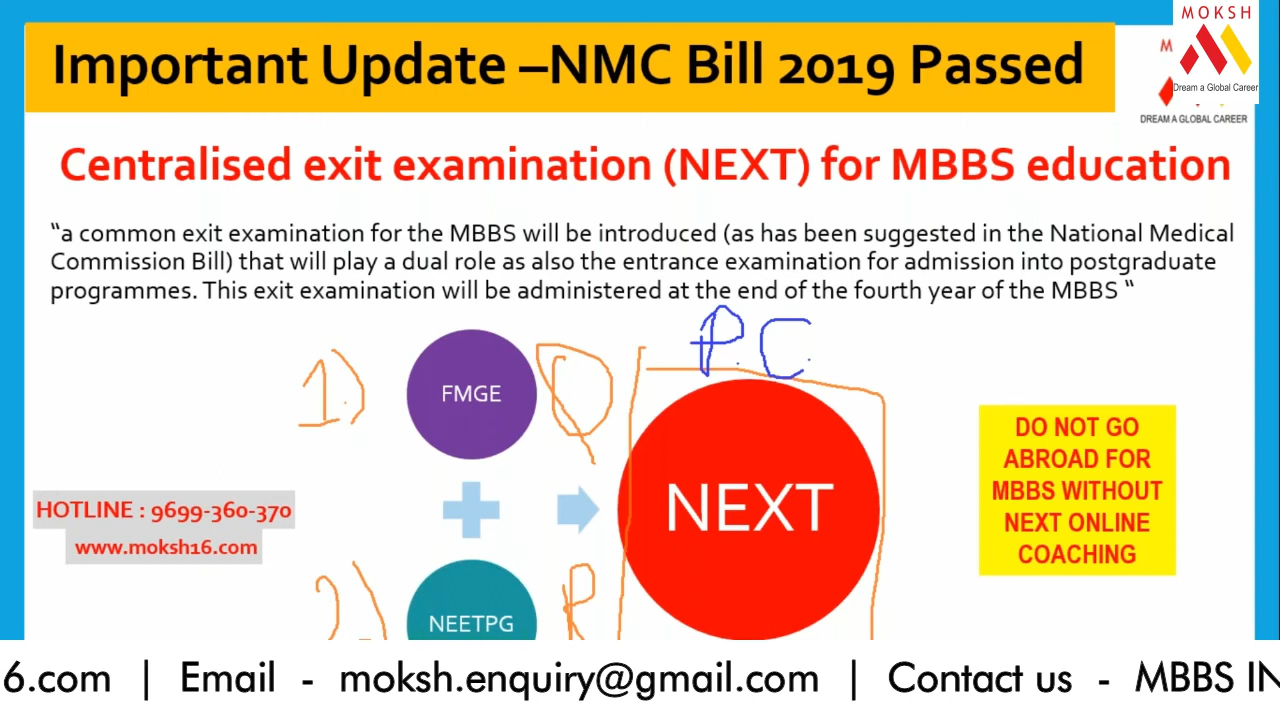 Important Update –NMC Bill 2019 Passed
MOKSH
M
Dream a Global Career
DREAM A GLOBAL CAREER
Centralised exit examination (NEXT) for MBBS education
“a common exit examination for the MBBS will be introduced (as has been suggested in the National Medical
Commission Bill) that will play a dual role as also the entrance examination for admission into postgraduate
programmes. This exit examination will be administered at the end of the fourth year of the MBBS “
P.C.
1)
FMGE
Q
NEXT
DO NOT GO
ABROAD FOR
MBBS WITHOUT
NEXT ONLINE
COACHING
HOTLINE : 9699-360-370
www.moksh16.com
2)
NEETPG
R
6.com | Email - moksh.enquiry@gmail.com | Contact us - MBBS IN